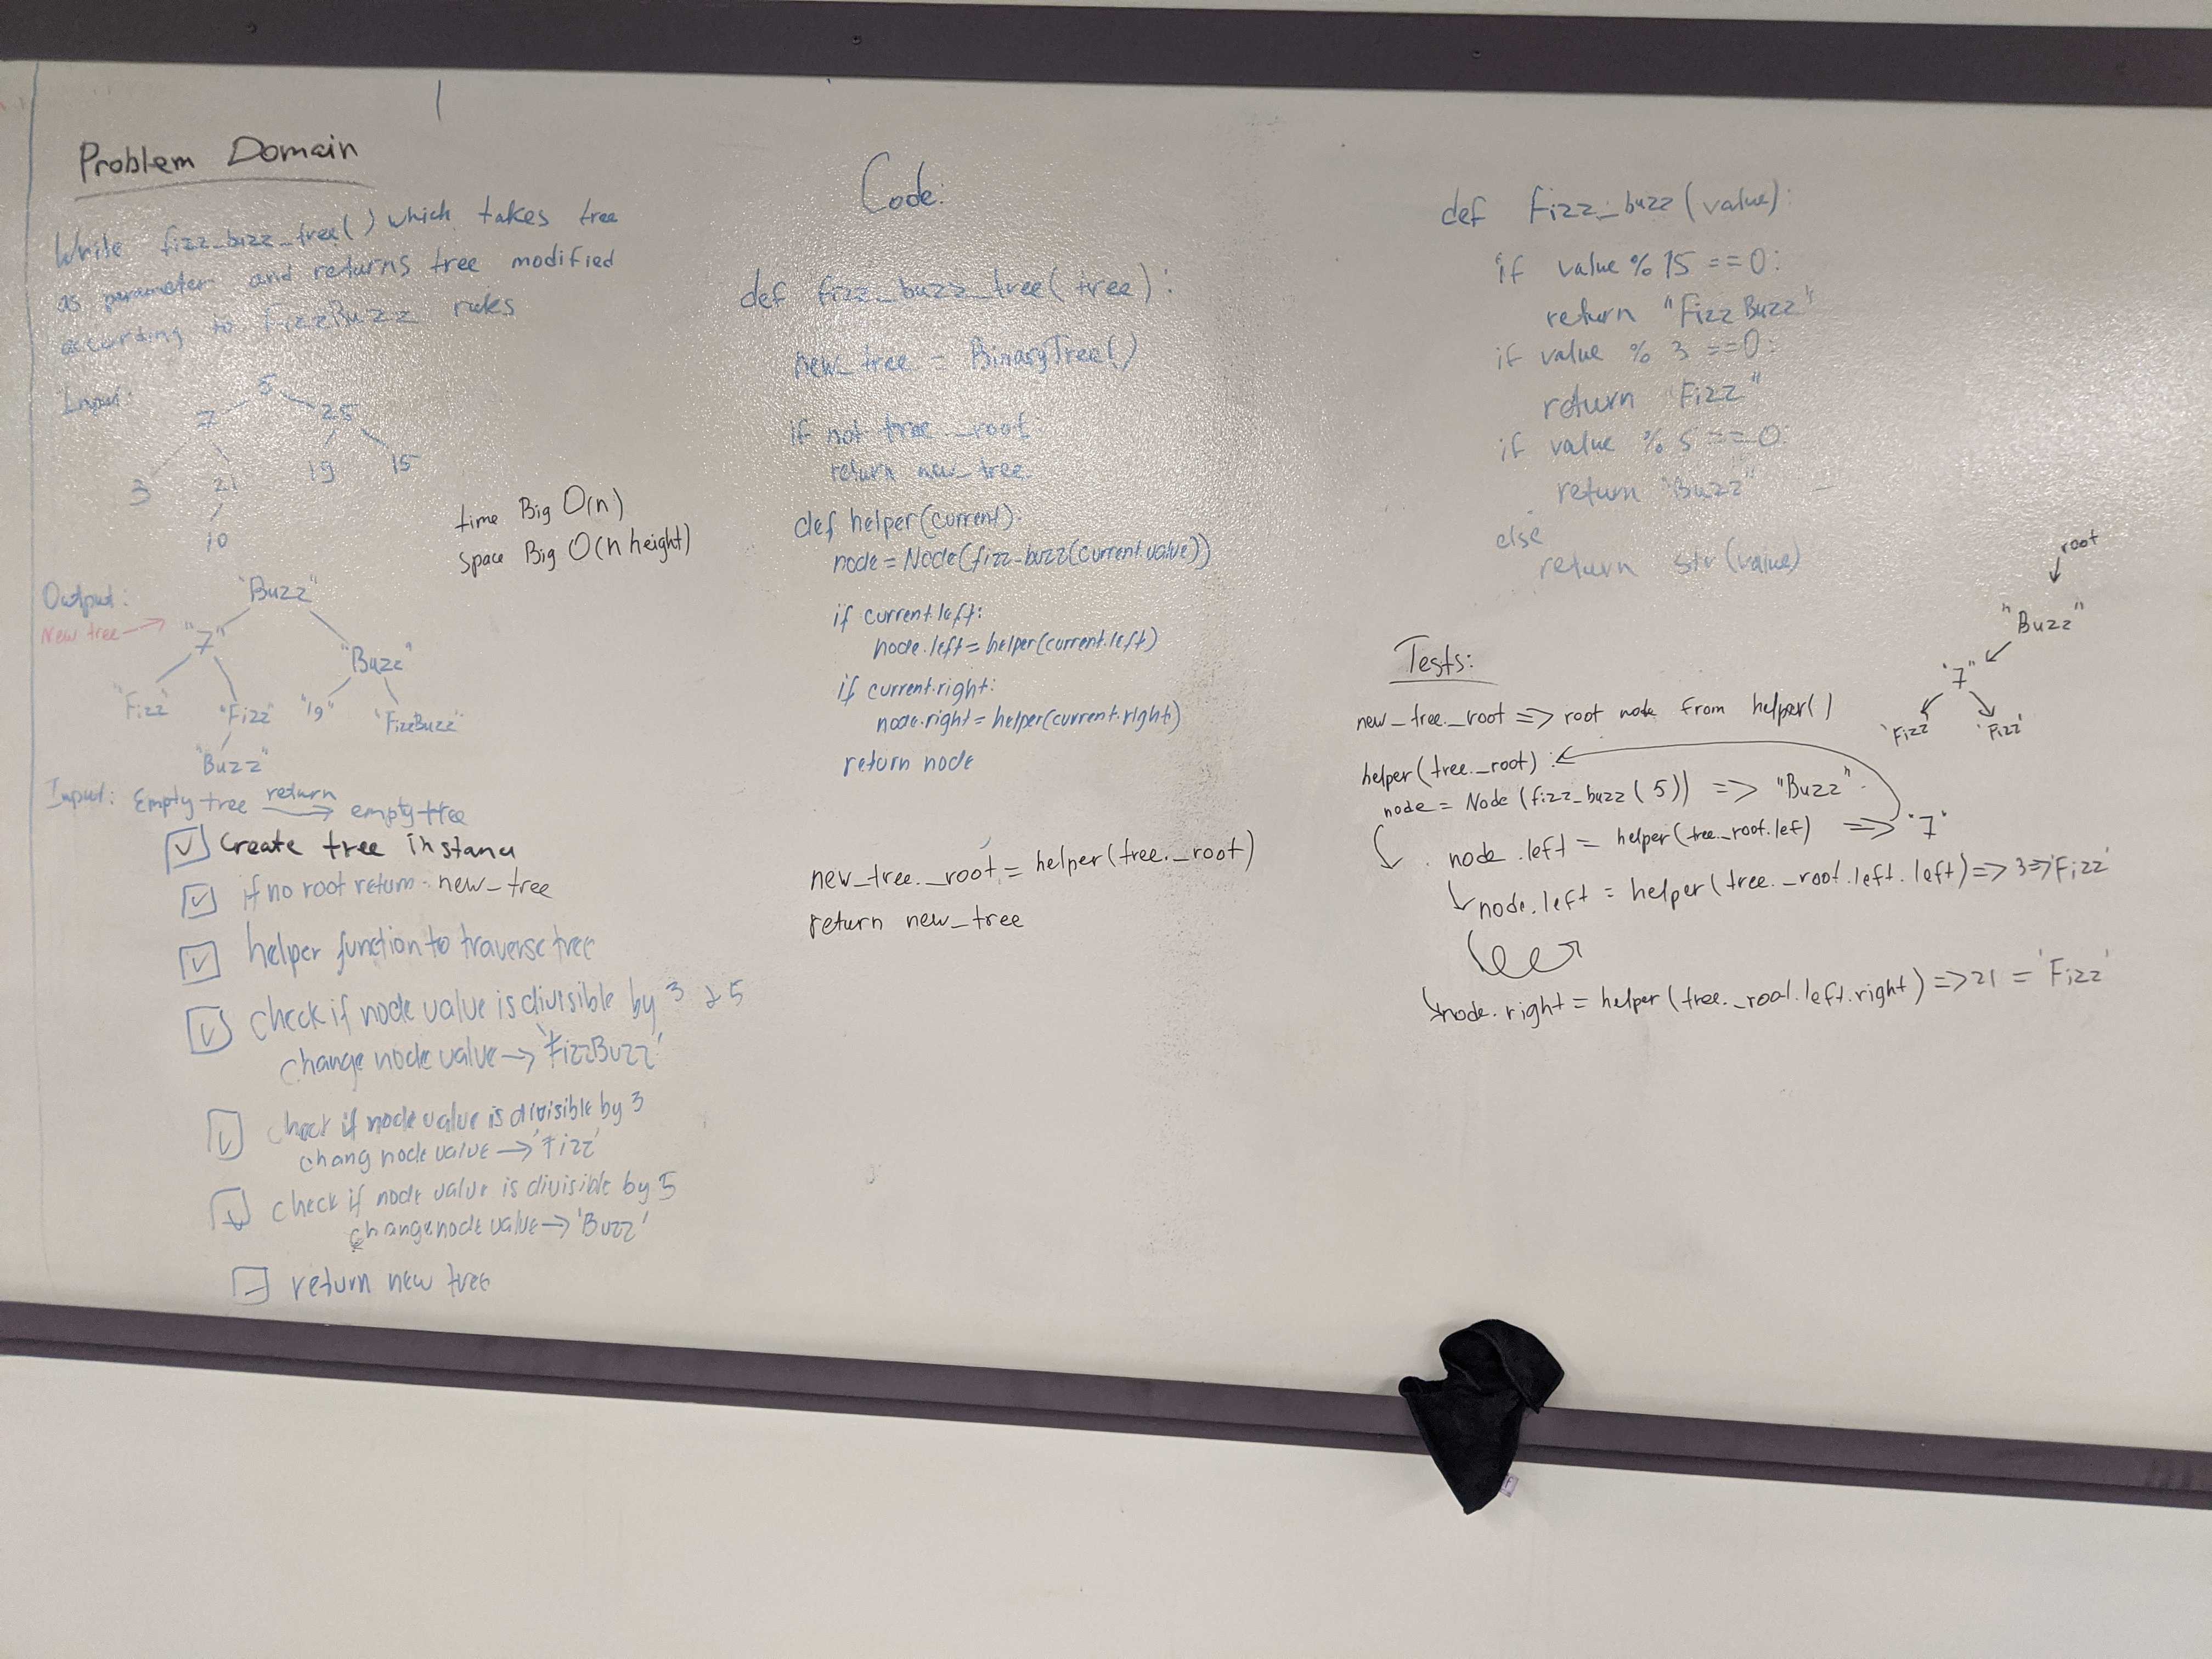 Problem Domain
Write fizz_bizz_tree() which takes tree
as parameter and returns tree modified
according to FizzBuzz rules
Input:
5
7 25
3 21 19 15
10
time Big O(n)
Space Big O(n height)
Output:
New tree →
"Buzz"
"7" "Buzz"
"Fizz" "Fizz" "19" "FizzBuzz"
"Buzz"
Input: Empty tree return → empty tree
Create tree instanc
if no root return new_tree
helper function to traverse tree
check if node value is divisible by 3 & 5
change node value → 'FizzBuzz'
check if node value is divisible by 3
chang node value → 'Fizz'
check if node value is divisible by 5
change node value → 'Buzz'
return new tree
Code:
def fizz_buzz_tree(tree):
new_tree = BinaryTree()
if not tree._root
return new_tree.
def helper(current):
node = Node(fizz-buzz(current.value))
if current.left:
node.left = helper(current.left)
if current.right:
node.right = helper(current.right)
return node
new_tree._root = helper(tree._root)
return new_tree
def Fizz_buzz(value):
if value % 15 == 0:
return "FizzBuzz"
if value % 3 == 0:
return "Fizz"
if value % 5 == 0:
return "Buzz"
else
return str(value)
root
"Buzz"
"7"
'Fizz' 'Fizz'
Tests:
new_tree._root => root node from helper()
helper(tree._root):
node = Node(fizz_buzz(5)) => "Buzz"
node.left = helper(tree._root.lef) => "7"
node.left = helper(tree._root.left.left) => 3 => 'Fizz'
node.right = helper(tree._root.left.right) => 21 = 'Fizz'